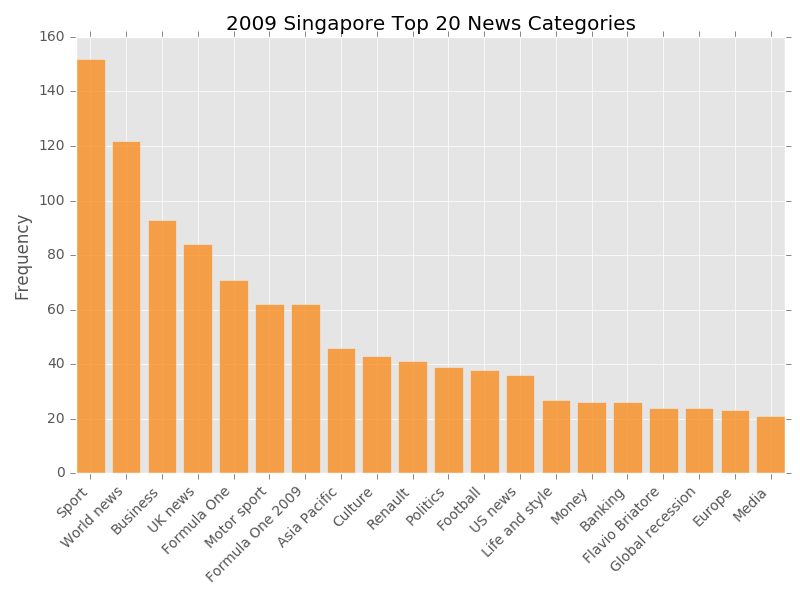 2009 Singapore Top 20 News Categories
160
140
120
100
80
60
40
20
0
Frequency
Sport
World news
Business
UK news
Formula One
Motor sport
Formula One 2009
Asia Pacific
Culture
Renault
Politics
Football
US news
Life and style
Money
Banking
Flavio Briatore
Global recession
Europe
Media